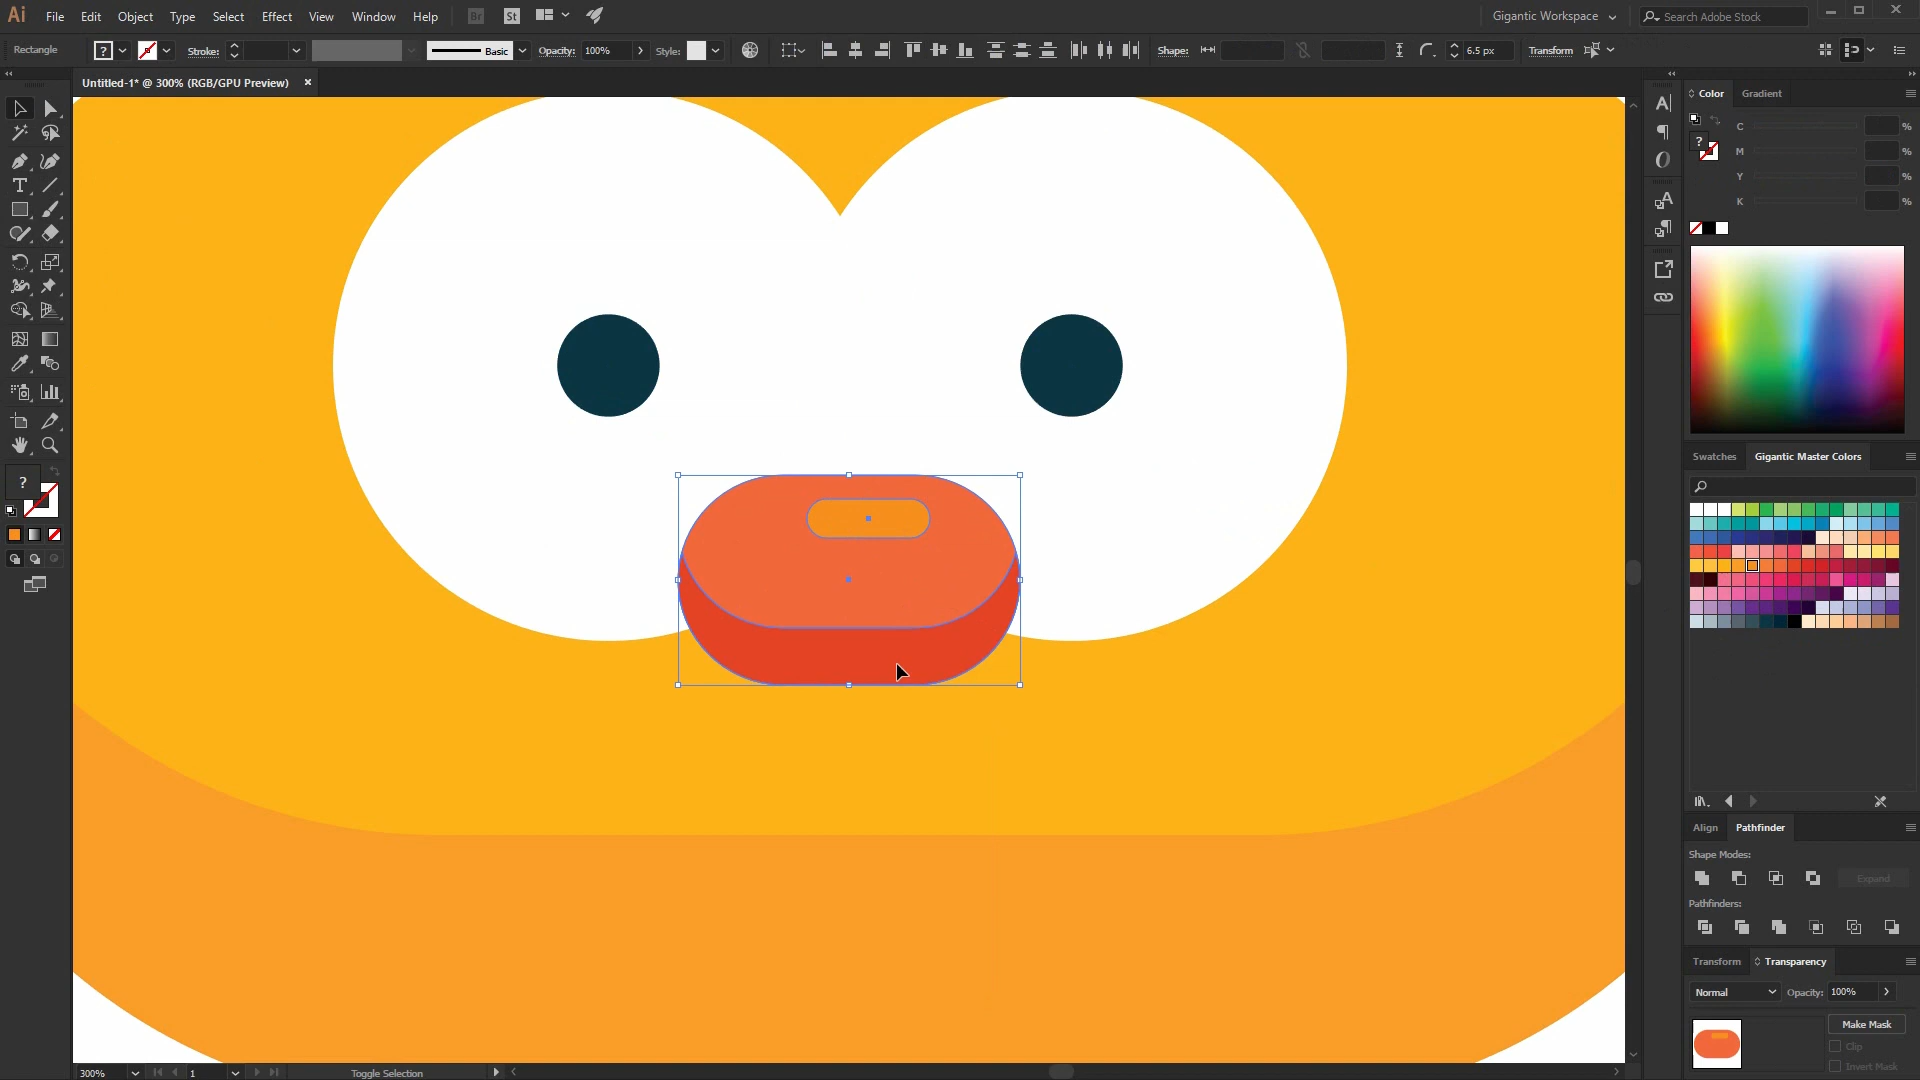 Ai File Edit Object Type Select Effect View Window Help Br St Gigantic Workspace Search Adobe Stock
Rectangle ? Stroke: Basic Opacity: 100% Style: Shape: 6.5 px Transform
Untitled-1* @ 300% (RGB/GPU Preview) ×
Color Gradient
C %
M %
Y %
K %
?
Swatches Gigantic Master Colors
Align Pathfinder
Shape Modes:
Expand
Pathfinders:
Transform Transparency
Normal Opacity: 100%
Make Mask
Clip
Invert Mask
?
300% 1 Toggle Selection